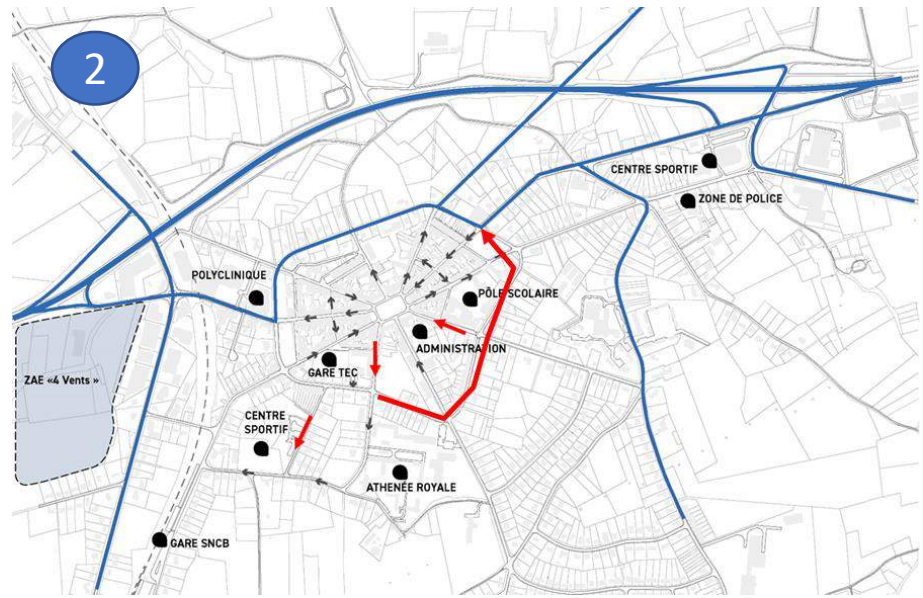 2
CENTRE SPORTIF
ZONE DE POLICE
POLYCLINIQUE
PÔLE SCOLAIRE
ADMINISTRATION
GARE TEC
ZAE «4 Vents »
CENTRE
SPORTIF
ATHENÉE ROYALE
GARE SNCB